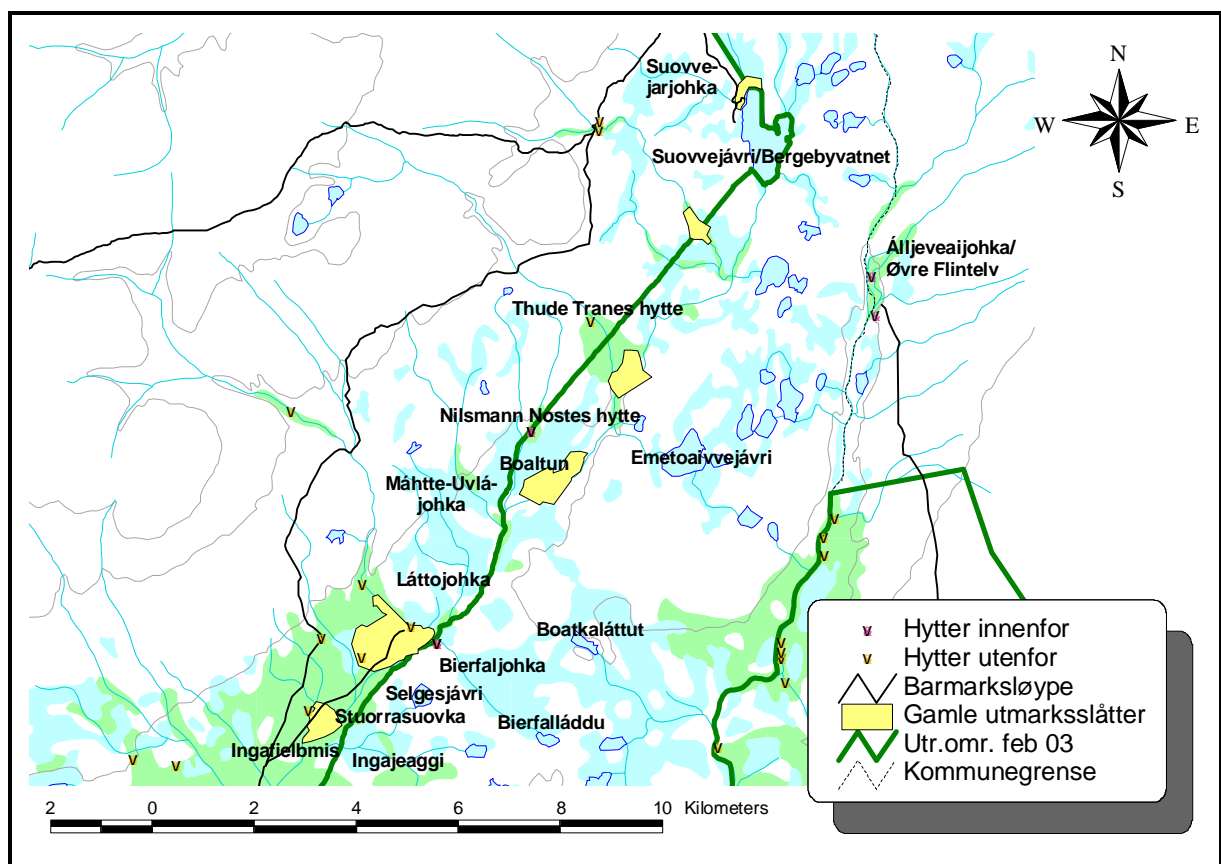 Suovve-
jarjohka
N
W
E
S
Suovvejávri/Bergebyvatnet
Álljeveaijohka/
Øvre Flintelv
Thude Tranes hytte
Nilsmann Nostes hytte
Boaltun
Emetoaivvejávri
Máhtte-Uvlá-
johka
Láttojohka
Boatkaláttut
Bierfaljohka
Selgesjávri
Stuorrasuovka
Bierfalláddu
Ingafielbmis
Ingajeaggi
Hytter innenfor
Hytter utenfor
Barmarksløype
Gamle utmarksslåtter
Utr.omr. feb 03
Kommunegrense
2 0 2 4 6 8 10 Kilometers